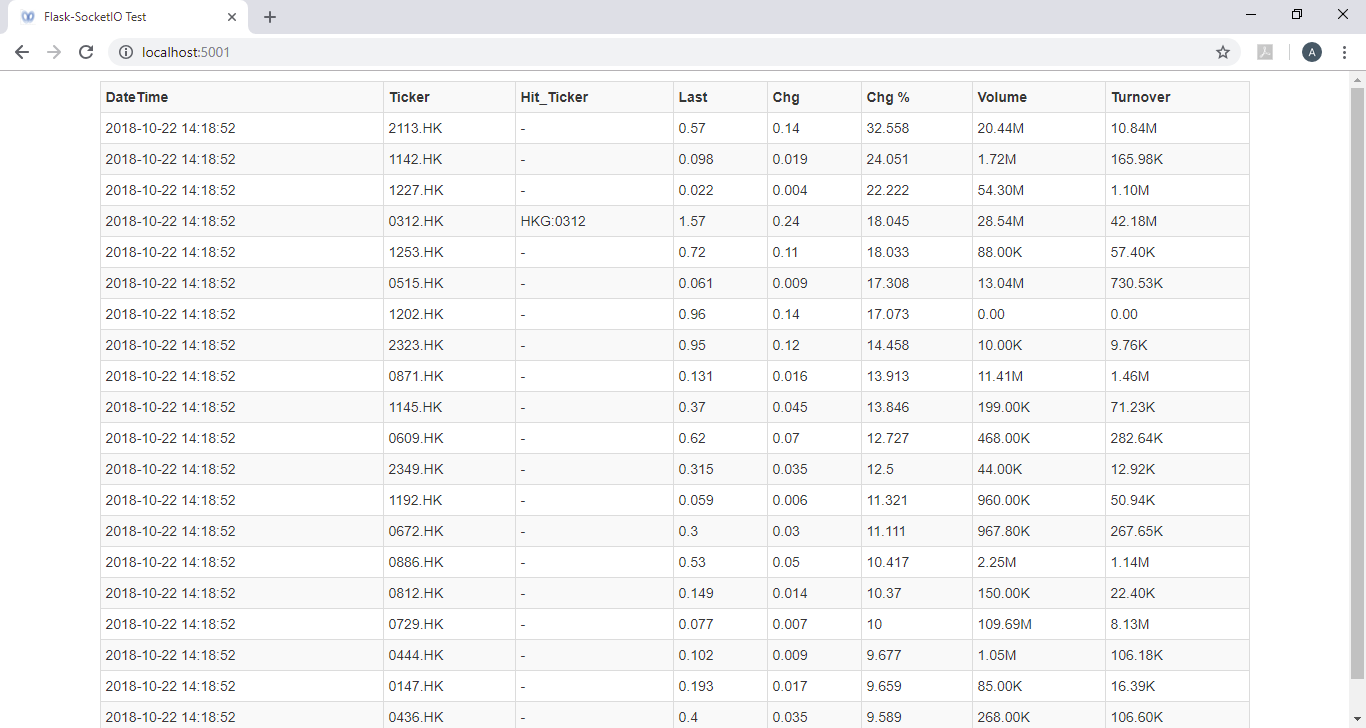 Flask-SocketIO Test
localhost:5001
A
DateTime Ticker Hit_Ticker Last Chg Chg % Volume Turnover
2018-10-22 14:18:52 2113.HK - 0.57 0.14 32.558 20.44M 10.84M
2018-10-22 14:18:52 1142.HK - 0.098 0.019 24.051 1.72M 165.98K
2018-10-22 14:18:52 1227.HK - 0.022 0.004 22.222 54.30M 1.10M
2018-10-22 14:18:52 0312.HK HKG:0312 1.57 0.24 18.045 28.54M 42.18M
2018-10-22 14:18:52 1253.HK - 0.72 0.11 18.033 88.00K 57.40K
2018-10-22 14:18:52 0515.HK - 0.061 0.009 17.308 13.04M 730.53K
2018-10-22 14:18:52 1202.HK - 0.96 0.14 17.073 0.00 0.00
2018-10-22 14:18:52 2323.HK - 0.95 0.12 14.458 10.00K 9.76K
2018-10-22 14:18:52 0871.HK - 0.131 0.016 13.913 11.41M 1.46M
2018-10-22 14:18:52 1145.HK - 0.37 0.045 13.846 199.00K 71.23K
2018-10-22 14:18:52 0609.HK - 0.62 0.07 12.727 468.00K 282.64K
2018-10-22 14:18:52 2349.HK - 0.315 0.035 12.5 44.00K 12.92K
2018-10-22 14:18:52 1192.HK - 0.059 0.006 11.321 960.00K 50.94K
2018-10-22 14:18:52 0672.HK - 0.3 0.03 11.111 967.80K 267.65K
2018-10-22 14:18:52 0886.HK - 0.53 0.05 10.417 2.25M 1.14M
2018-10-22 14:18:52 0812.HK - 0.149 0.014 10.37 150.00K 22.40K
2018-10-22 14:18:52 0729.HK - 0.077 0.007 10 109.69M 8.13M
2018-10-22 14:18:52 0444.HK - 0.102 0.009 9.677 1.05M 106.18K
2018-10-22 14:18:52 0147.HK - 0.193 0.017 9.659 85.00K 16.39K
2018-10-22 14:18:52 0436.HK - 0.4 0.035 9.589 268.00K 106.60K